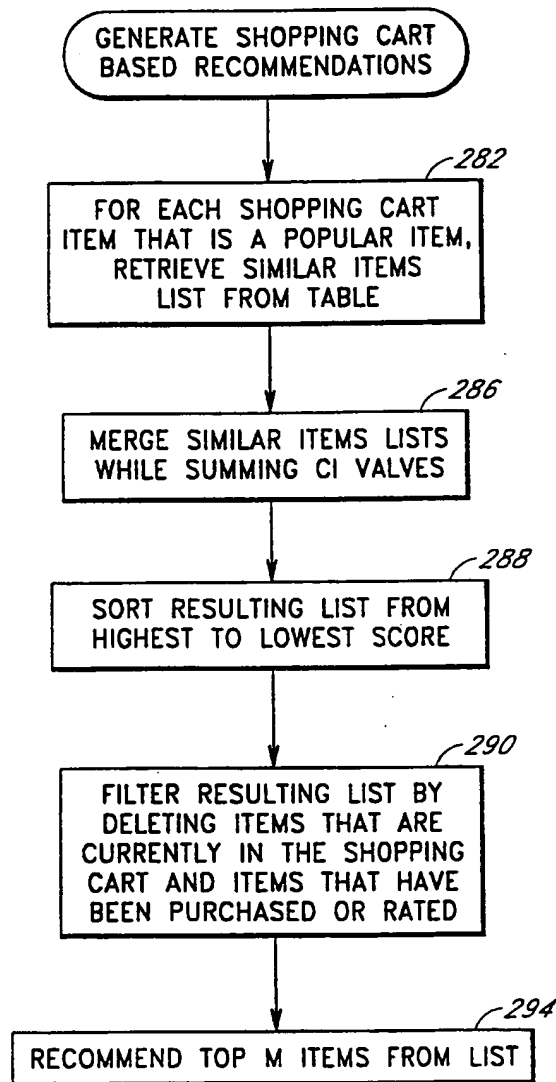 GENERATE SHOPPING CART
BASED RECOMMENDATIONS
282
FOR EACH SHOPPING CART
ITEM THAT IS A POPULAR ITEM,
RETRIEVE SIMILAR ITEMS
LIST FROM TABLE
286
MERGE SIMILAR ITEMS LISTS
WHILE SUMMING CI VALVES
288
SORT RESULTING LIST FROM
HIGHEST TO LOWEST SCORE
290
FILTER RESULTING LIST BY
DELETING ITEMS THAT ARE
CURRENTLY IN THE SHOPPING
CART AND ITEMS THAT HAVE
BEEN PURCHASED OR RATED
294
RECOMMEND TOP M ITEMS FROM LIST